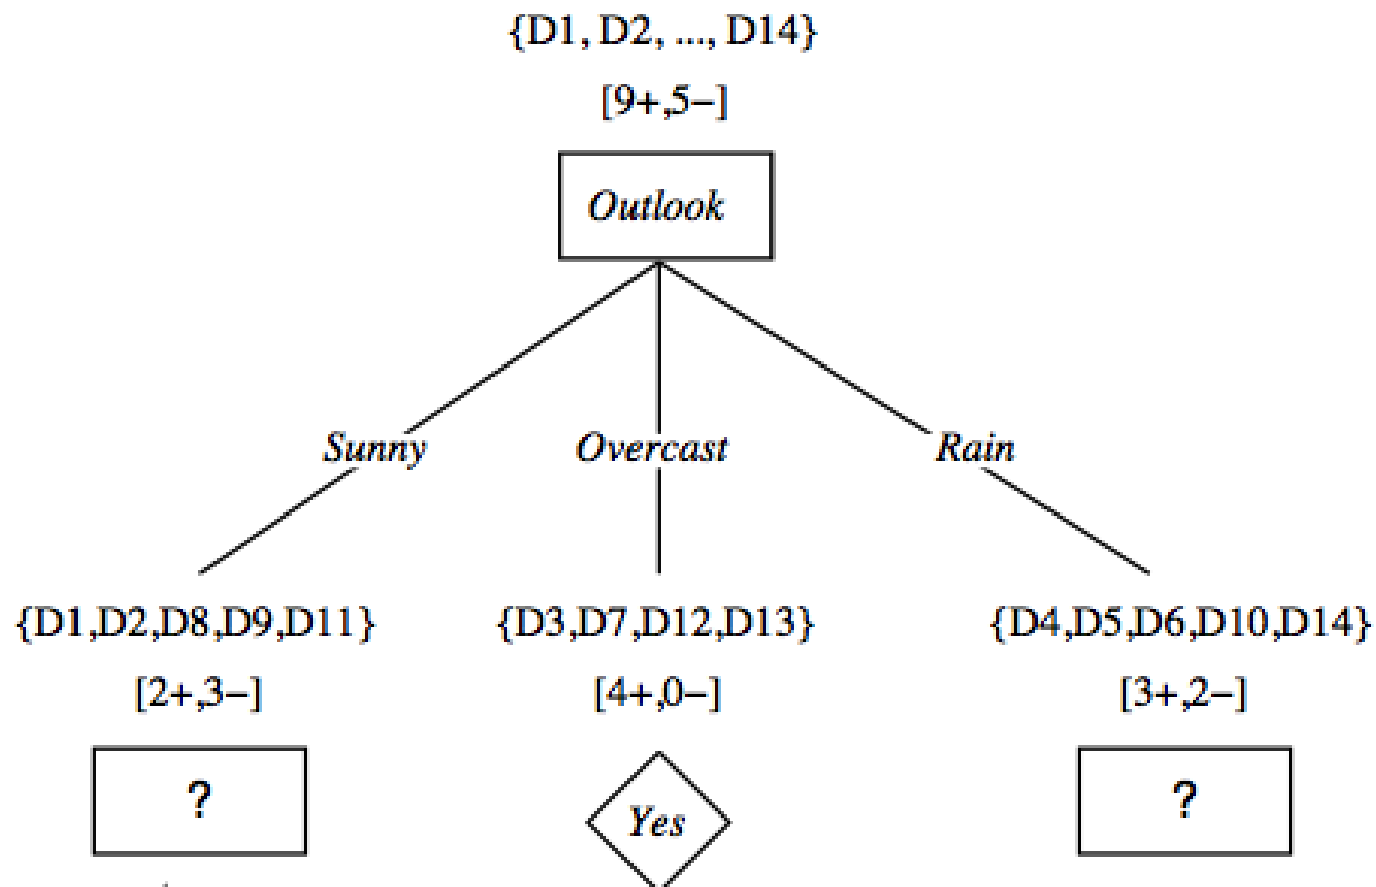 {D1, D2, ..., D14}
[9+,5−]
Outlook
Sunny Overcast Rain
{D1,D2,D8,D9,D11} {D3,D7,D12,D13} {D4,D5,D6,D10,D14}
[2+,3−] [4+,0−] [3+,2−]
? Yes ?